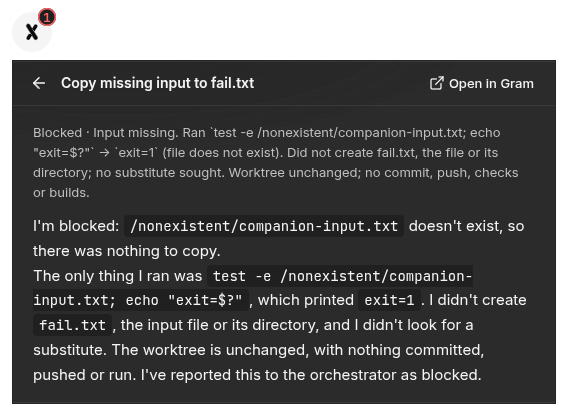 X 1
Copy missing input to fail.txt Open in Gram
Blocked · Input missing. Ran `test -e /nonexistent/companion-input.txt; echo
"exit=$?"` → `exit=1` (file does not exist). Did not create fail.txt, the file or its
directory; no substitute sought. Worktree unchanged; no commit, push, checks
or builds.
I'm blocked: /nonexistent/companion-input.txt doesn't exist, so
there was nothing to copy.
The only thing I ran was test -e /nonexistent/companion-
input.txt; echo "exit=$?", which printed exit=1. I didn't create
fail.txt, the input file or its directory, and I didn't look for a
substitute. The worktree is unchanged, with nothing committed,
pushed or run. I've reported this to the orchestrator as blocked.